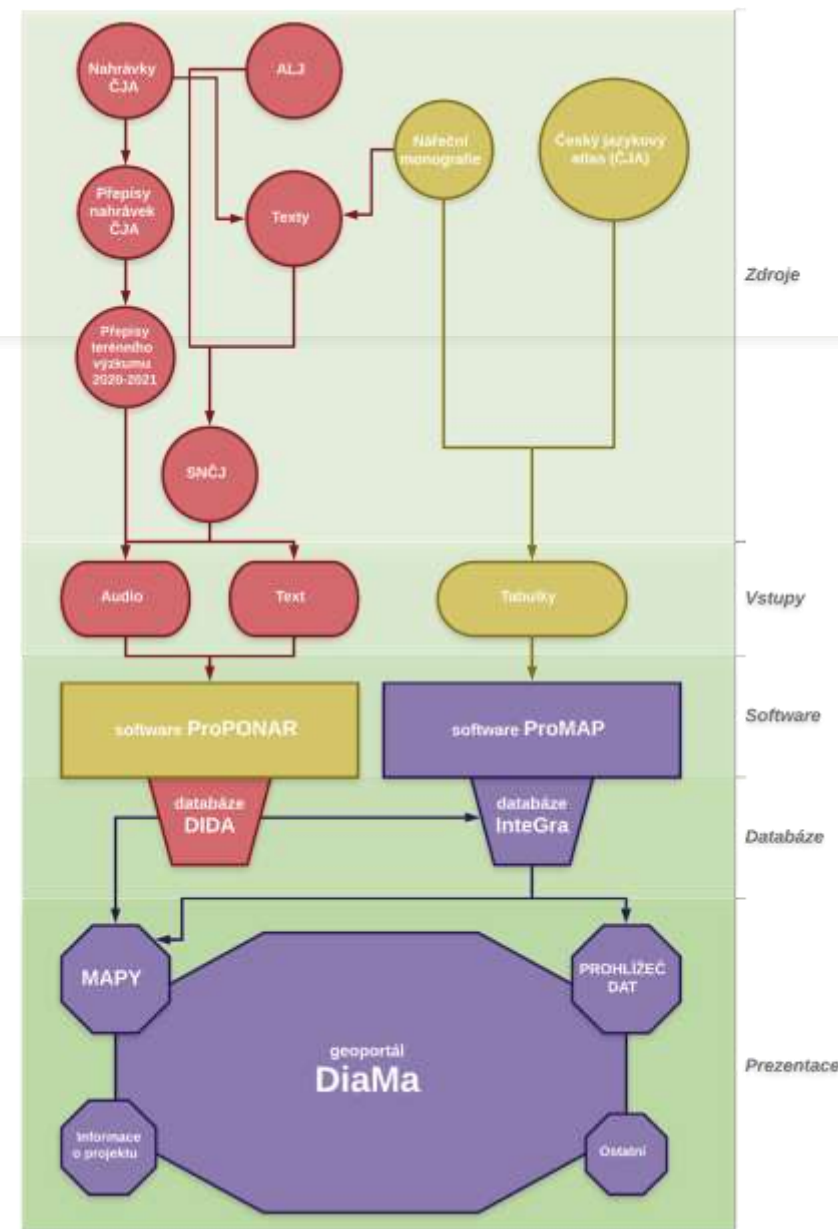 Nahrávky
ČJA
ALJ
Nářeční
monografie
Český jazykový
atlas (ČJA)
Přepisy
nahrávek
ČJA
Texty
Zdroje
Přepisy
terénního
výzkumu
2020-2021
SNČJ
Audio
Text
Tabulky
Vstupy
software ProPONAR
software ProMAP
Software
databáze
DIDA
databáze
InteGra
Databáze
MAPY
PROHLÍŽEČ
DAT
geoportál
DiaMa
Prezentace
Informace
o projektu
Ostatní